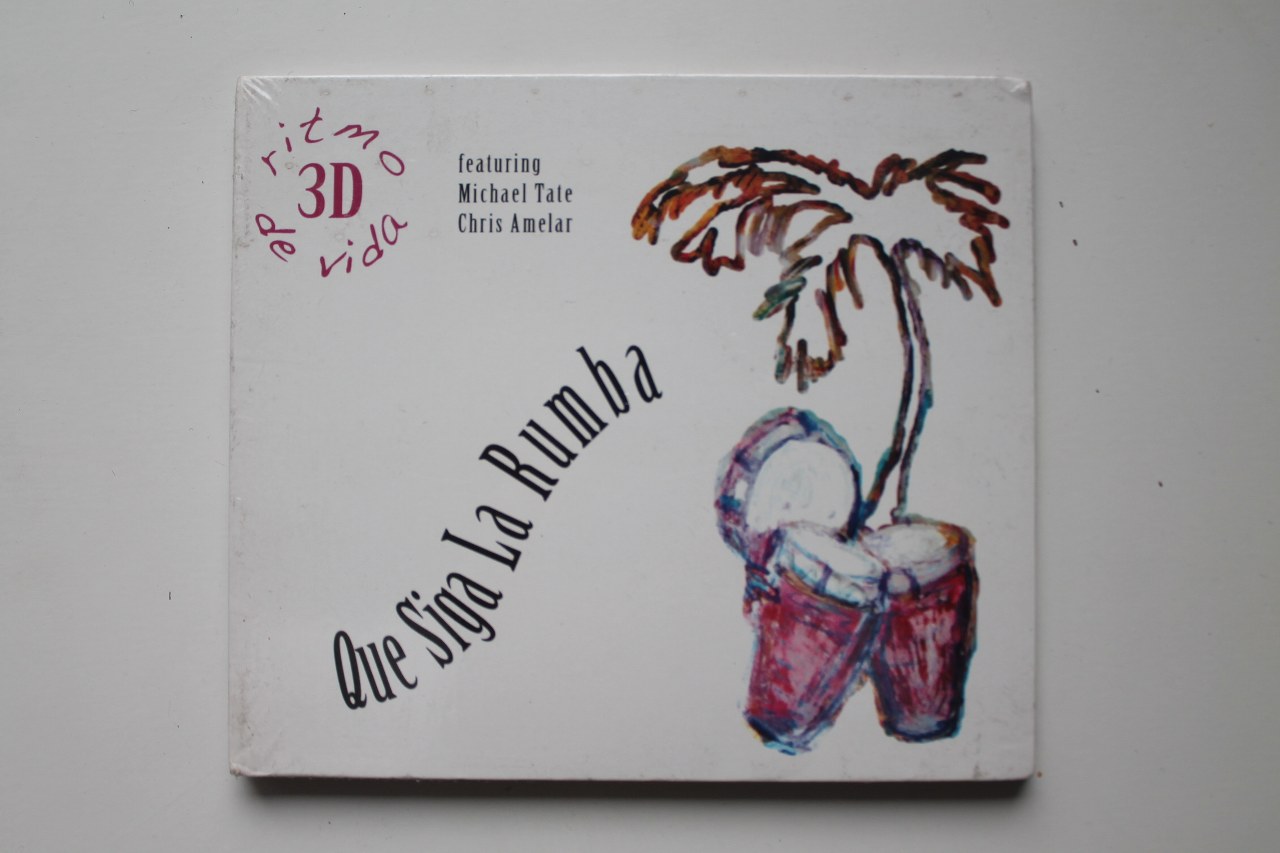 ritmo
3D
de vida
featuring
Michael Tate
Chris Amelar
Que Siga La Rumba